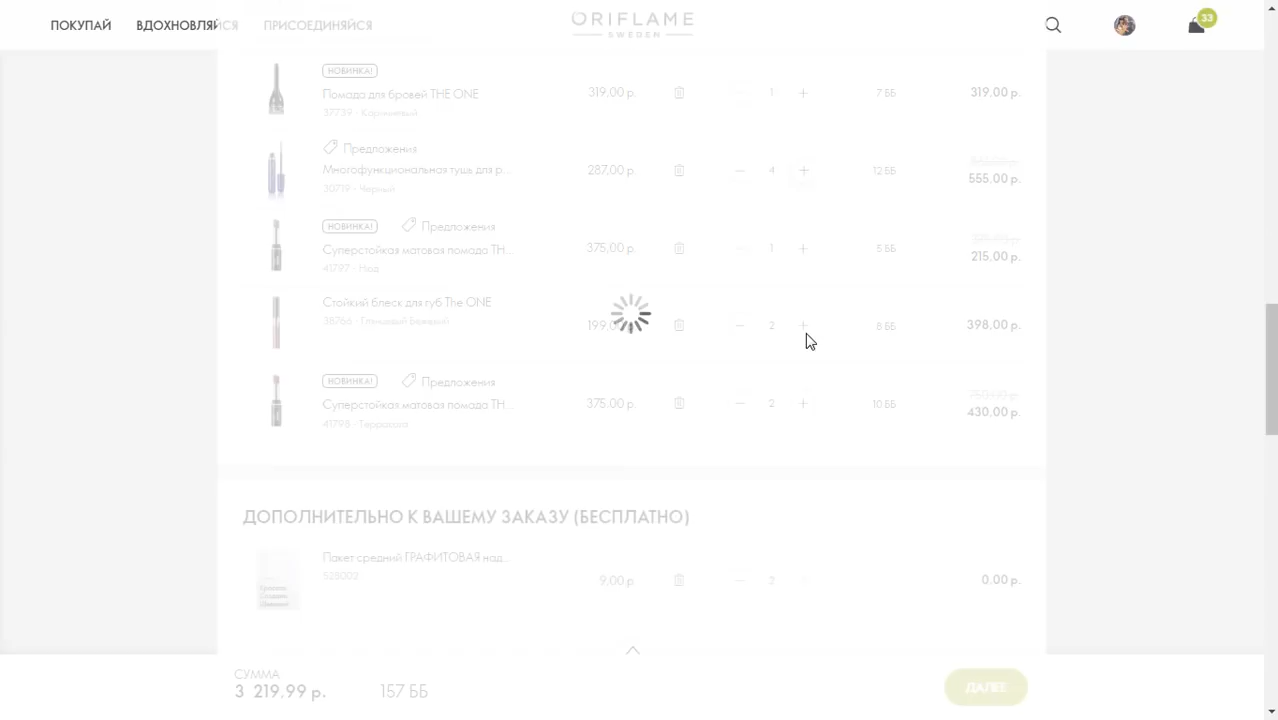 ПОКУПАЙ ВДОХНОВЛЯЙСЯ ПРИСОЕДИНЯЙСЯ
ORIFLAME
SWEDEN
33
НОВИНКА!
Помада для бровей THE ONE
319,00 р. 1 + 7 ББ 319,00 р.
37739 - Коричневый
Предложения
Многофункциональная тушь для р...
287,00 р. – 4 + 12 ББ
555,00 р.
30719 - Черный
НОВИНКА! Предложения
Суперстойкая матовая помада TH...
375,00 р. – 1 + 5 ББ
215,00 р.
41797 - Нюд
Стойкий блеск для губ The ONE
38766 - Глянцевый Бежевый
199,0 – 2 + 8 ББ 398,00 р.
НОВИНКА! Предложения
Суперстойкая матовая помада TH...
375,00 р. – 2 + 10 ББ 750,00 р.
430,00 р.
41798 - Терракота
ДОПОЛНИТЕЛЬНО К ВАШЕМУ ЗАКАЗУ (БЕСПЛАТНО)
Пакет средний ГРАФИТОВАЯ над...
528002
9,00 р. – 2 0.00 р.
СУММА
3 219.99 р. 157 ББ ДАЛЕЕ